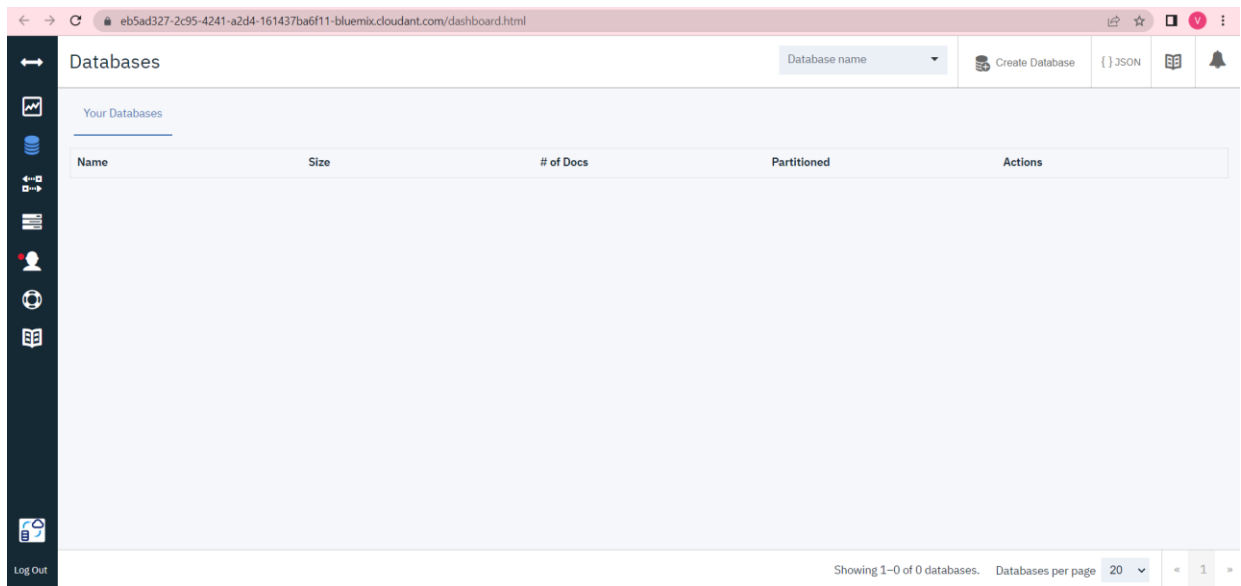 eb5ad327-2c95-4241-a2d4-161437ba6f11-bluemix.cloudant.com/dashboard.html
V
Databases
Database name
Create Database
{ } JSON
Your Databases
Name Size # of Docs Partitioned Actions
Showing 1–0 of 0 databases. Databases per page 20 « 1 »
Log Out